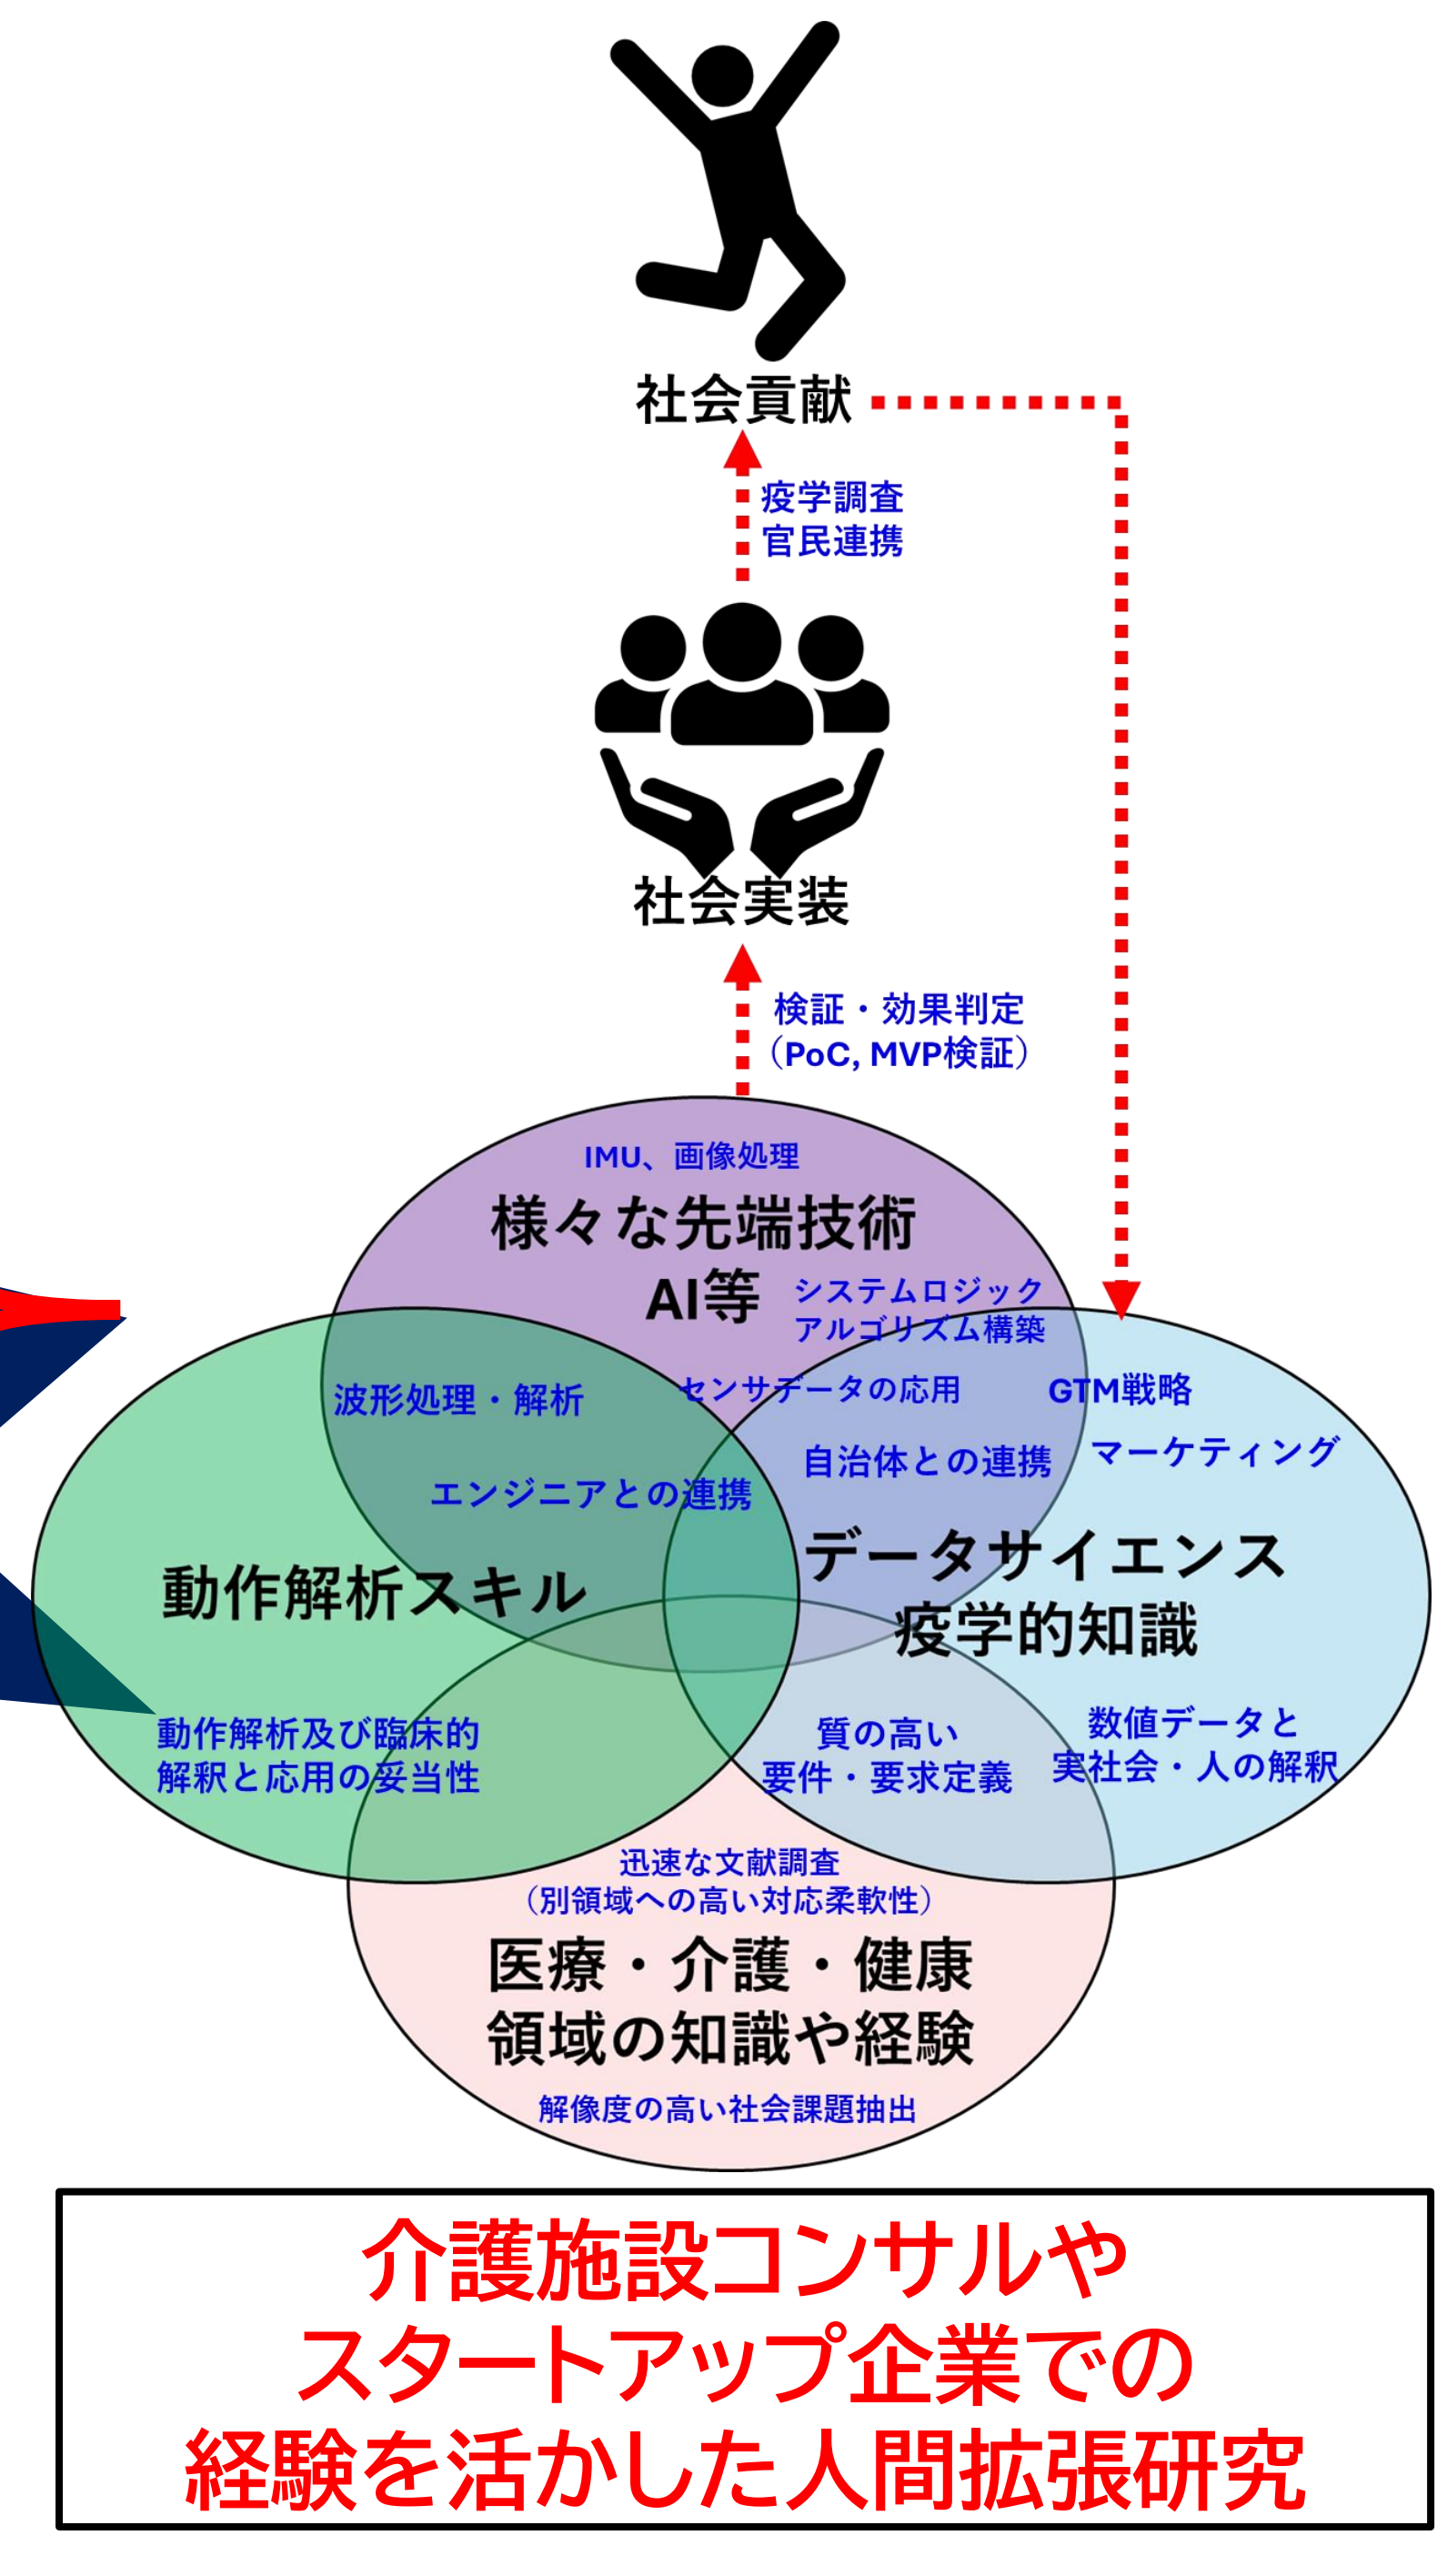 社会貢献
疫学調査
官民連携
社会実装
検証・効果判定
（PoC, MVP検証）
IMU、画像処理
様々な先端技術
AI等
システムロジック
アルゴリズム構築
波形処理・解析
センサデータの応用
GTM戦略
自治体との連携
マーケティング
エンジニアとの連携
動作解析スキル
データサイエンス
疫学的知識
動作解析及び臨床的
解釈と応用の妥当性
質の高い
要件・要求定義
数値データと
実社会・人の解釈
迅速な文献調査
（別領域への高い対応柔軟性）
医療・介護・健康
領域の知識や経験
解像度の高い社会課題抽出
介護施設コンサルや
スタートアップ企業での
経験を活かした人間拡張研究